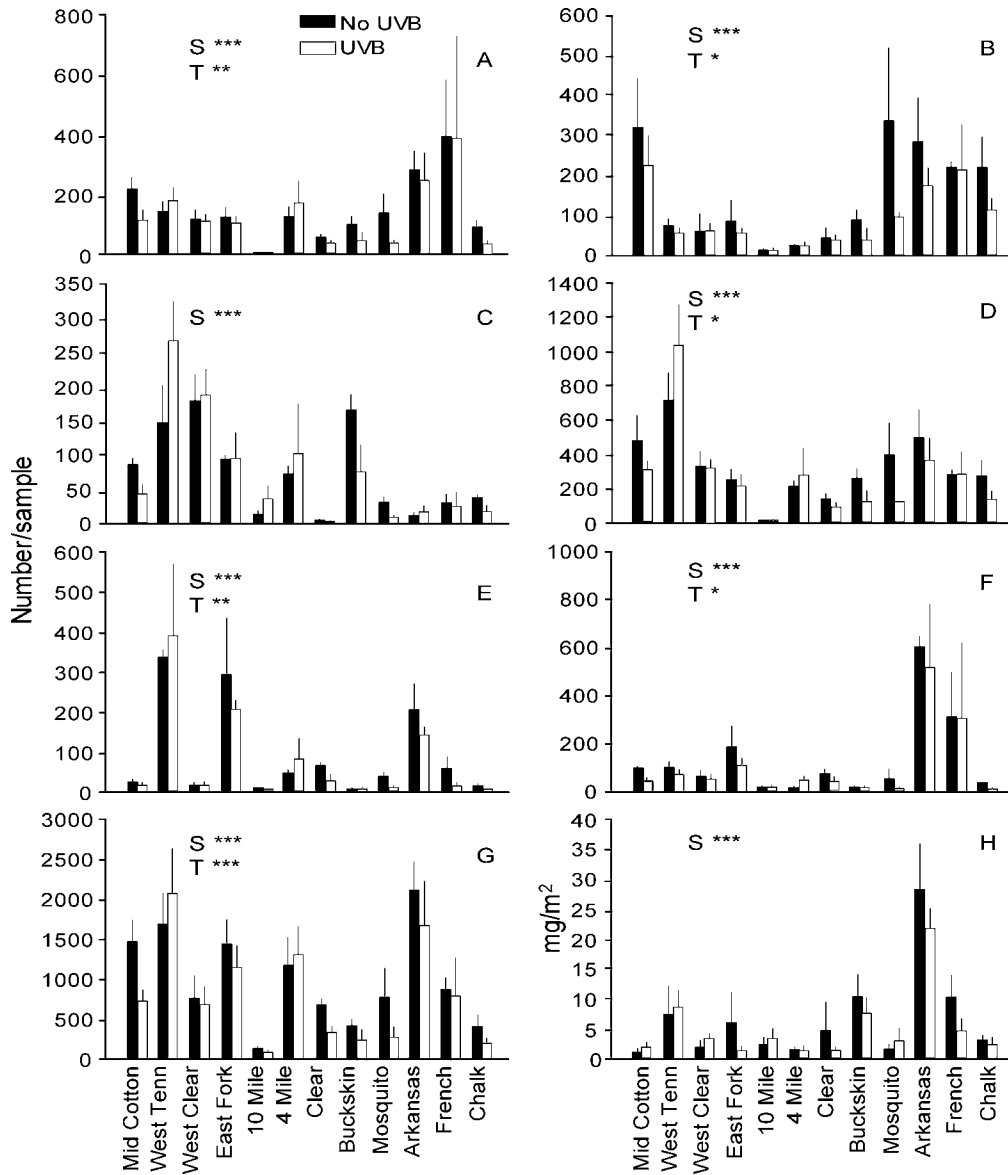 No UVB
UVB
Number/sample
mg/m²
800
600
400
200
0
S ***
T **
A
600
500
400
300
200
100
0
S ***
T *
B
350
300
250
200
150
100
50
0
S ***
C
1400
1200
1000
800
600
400
200
0
S ***
T *
D
600
500
400
300
200
100
0
S ***
T **
E
1000
800
600
400
200
0
S ***
T *
F
3000
2500
2000
1500
1000
500
0
S ***
T ***
G
40
35
30
25
20
15
10
5
0
S ***
H
Mid Cotton
West Tenn
West Clear
East Fork
10 Mile
4 Mile
Clear
Buckskin
Mosquito
Arkansas
French
Chalk
Mid Cotton
West Tenn
West Clear
East Fork
10 Mile
4 Mile
Clear
Buckskin
Mosquito
Arkansas
French
Chalk